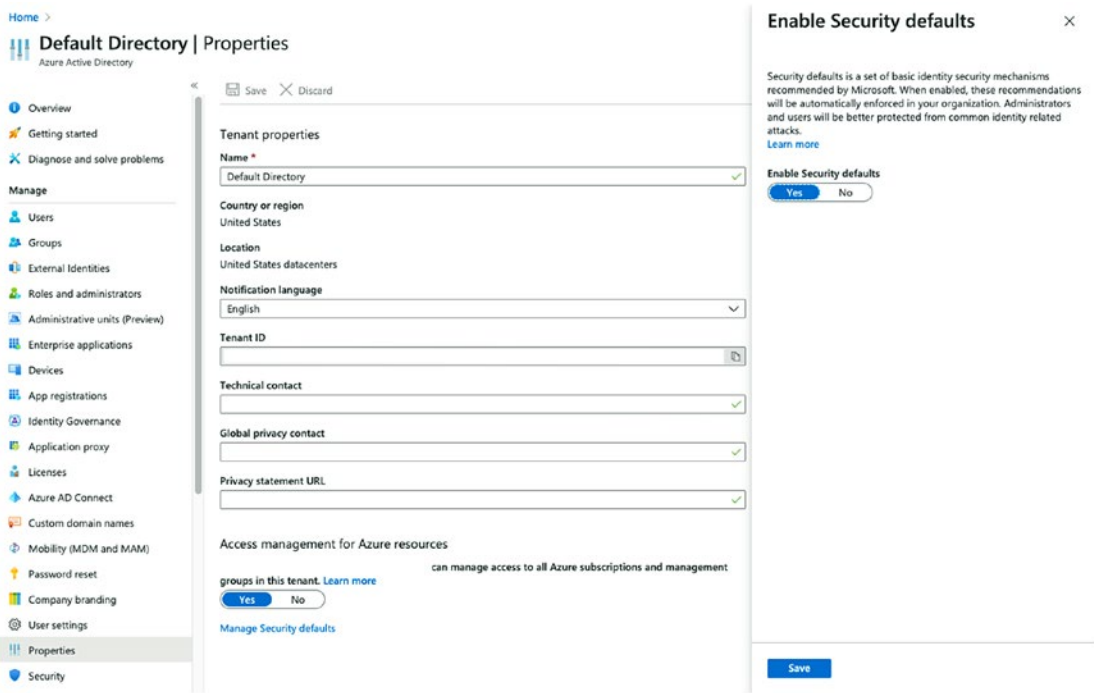 Home >
Default Directory | Properties
Azure Active Directory
«
Overview
Getting started
Diagnose and solve problems
Manage
Users
Groups
External Identities
Roles and administrators
Administrative units (Preview)
Enterprise applications
Devices
App registrations
Identity Governance
Application proxy
Licenses
Azure AD Connect
Custom domain names
Mobility (MDM and MAM)
Password reset
Company branding
User settings
Properties
Security
Save Discard
Tenant properties
Name *
Default Directory
Country or region
United States
Location
United States datacenters
Notification language
English
Tenant ID
Technical contact
Global privacy contact
Privacy statement URL
Access management for Azure resources
can manage access to all Azure subscriptions and management
groups in this tenant. Learn more
Yes No
Manage Security defaults
Enable Security defaults
Security defaults is a set of basic identity security mechanisms
recommended by Microsoft. When enabled, these recommendations
will be automatically enforced in your organization. Administrators
and users will be better protected from common identity related
attacks.
Learn more
Enable Security defaults
Yes No
Save